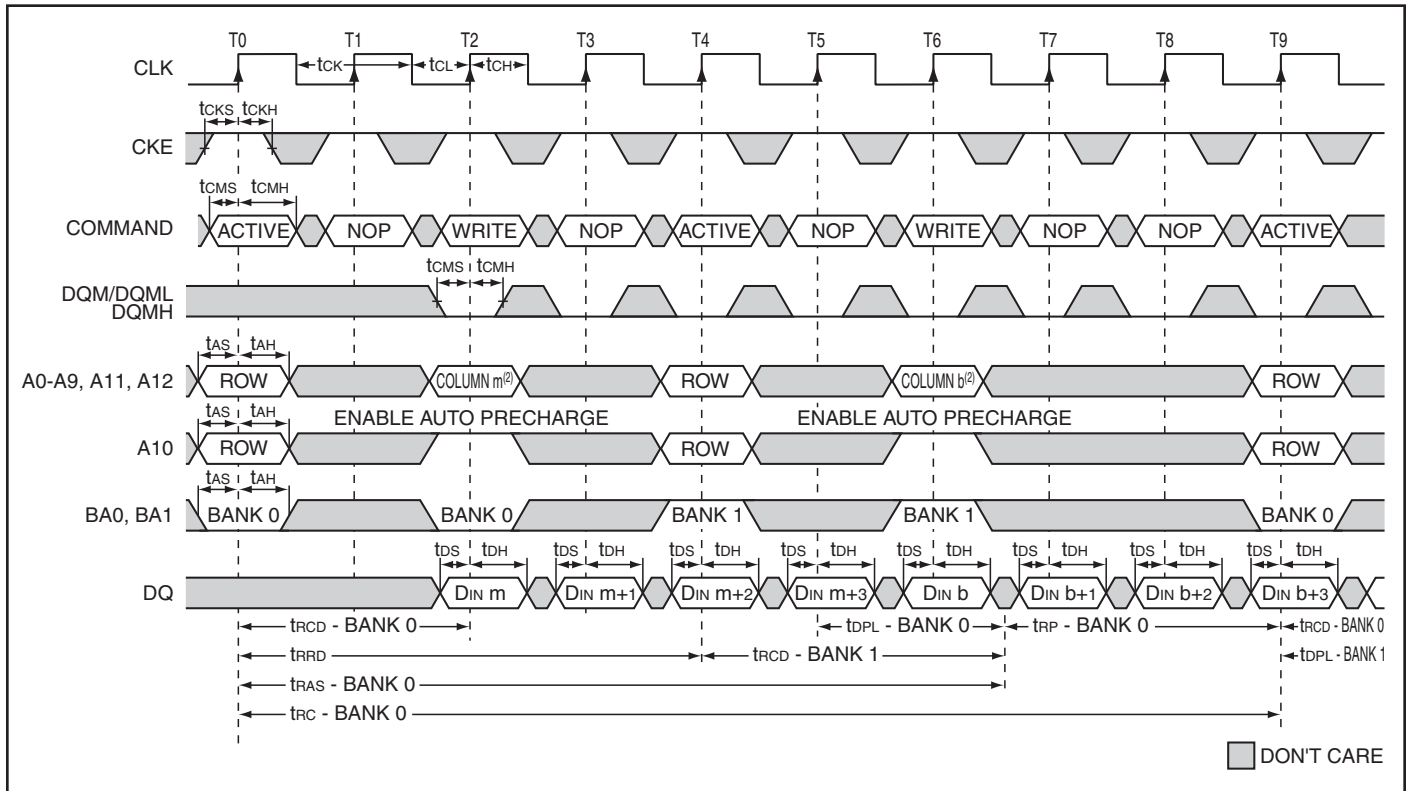 T0 T1 T2 T3 T4 T5 T6 T7 T8 T9
CLK
tCK tCL tCH
tCKS tCKH
CKE
tCMS tCMH
COMMAND ACTIVE NOP WRITE NOP ACTIVE NOP WRITE NOP NOP ACTIVE
tCMS tCMH
DQM/DQML
DQMH
tAS tAH
A0-A9, A11, A12 ROW COLUMN m(2) ROW COLUMN b(2) ROW
tAS tAH ENABLE AUTO PRECHARGE ENABLE AUTO PRECHARGE
A10 ROW ROW ROW
tAS tAH
BA0, BA1 BANK 0 BANK 0 BANK 1 BANK 1 BANK 0
tDS tDH tDS tDH tDS tDH tDS tDH tDS tDH tDS tDH tDS tDH tDS tDH
DQ DIN m DIN m+1 DIN m+2 DIN m+3 DIN b DIN b+1 DIN b+2 DIN b+3
tRCD - BANK 0 tDPL - BANK 0 tRP - BANK 0 tRCD - BANK 0
tRRD tRCD - BANK 1 tDPL - BANK 1
tRAS - BANK 0
tRC - BANK 0
DON'T CARE